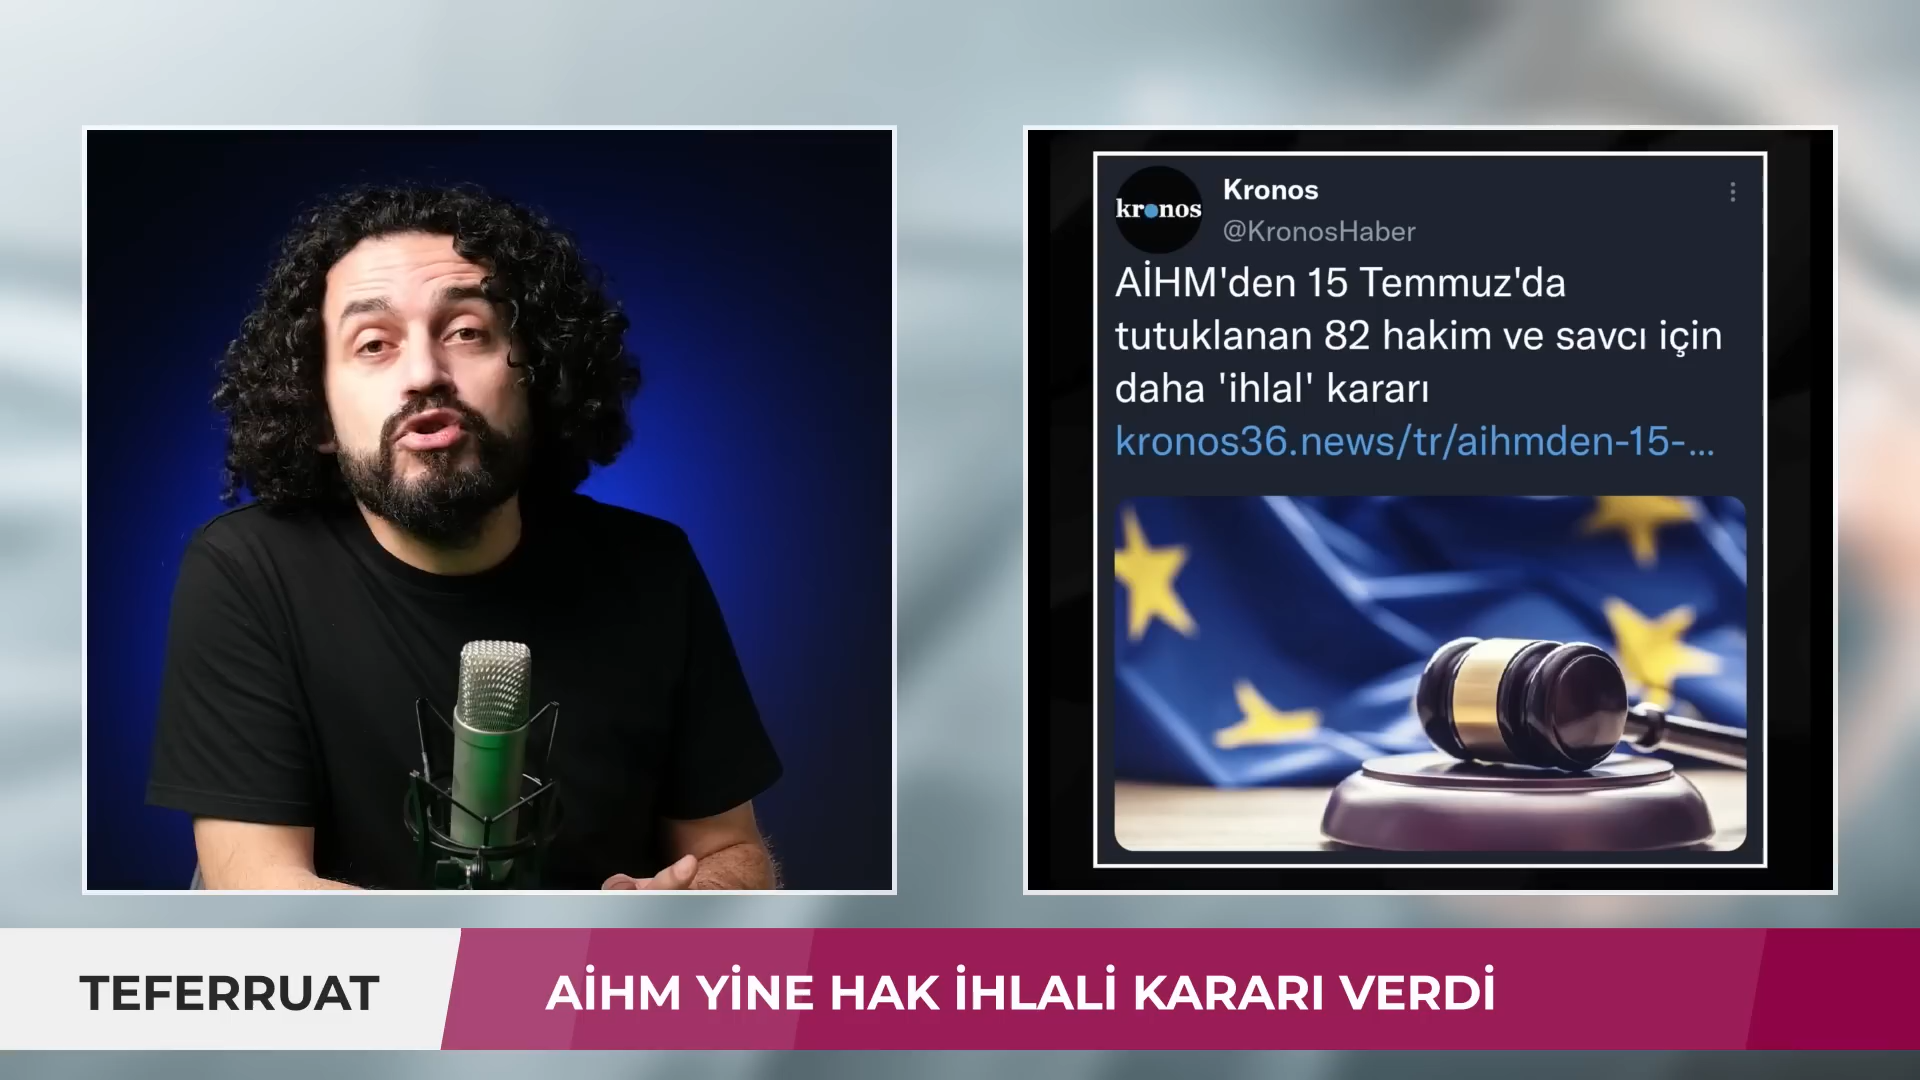 kronos
Kronos
@KronosHaber
AİHM'den 15 Temmuz'da
tutuklanan 82 hakim ve savcı için
daha 'ihlal' kararı
kronos36.news/tr/aihmden-15-...
TEFERRUAT
AİHM YİNE HAK İHLALİ KARARI VERDİ